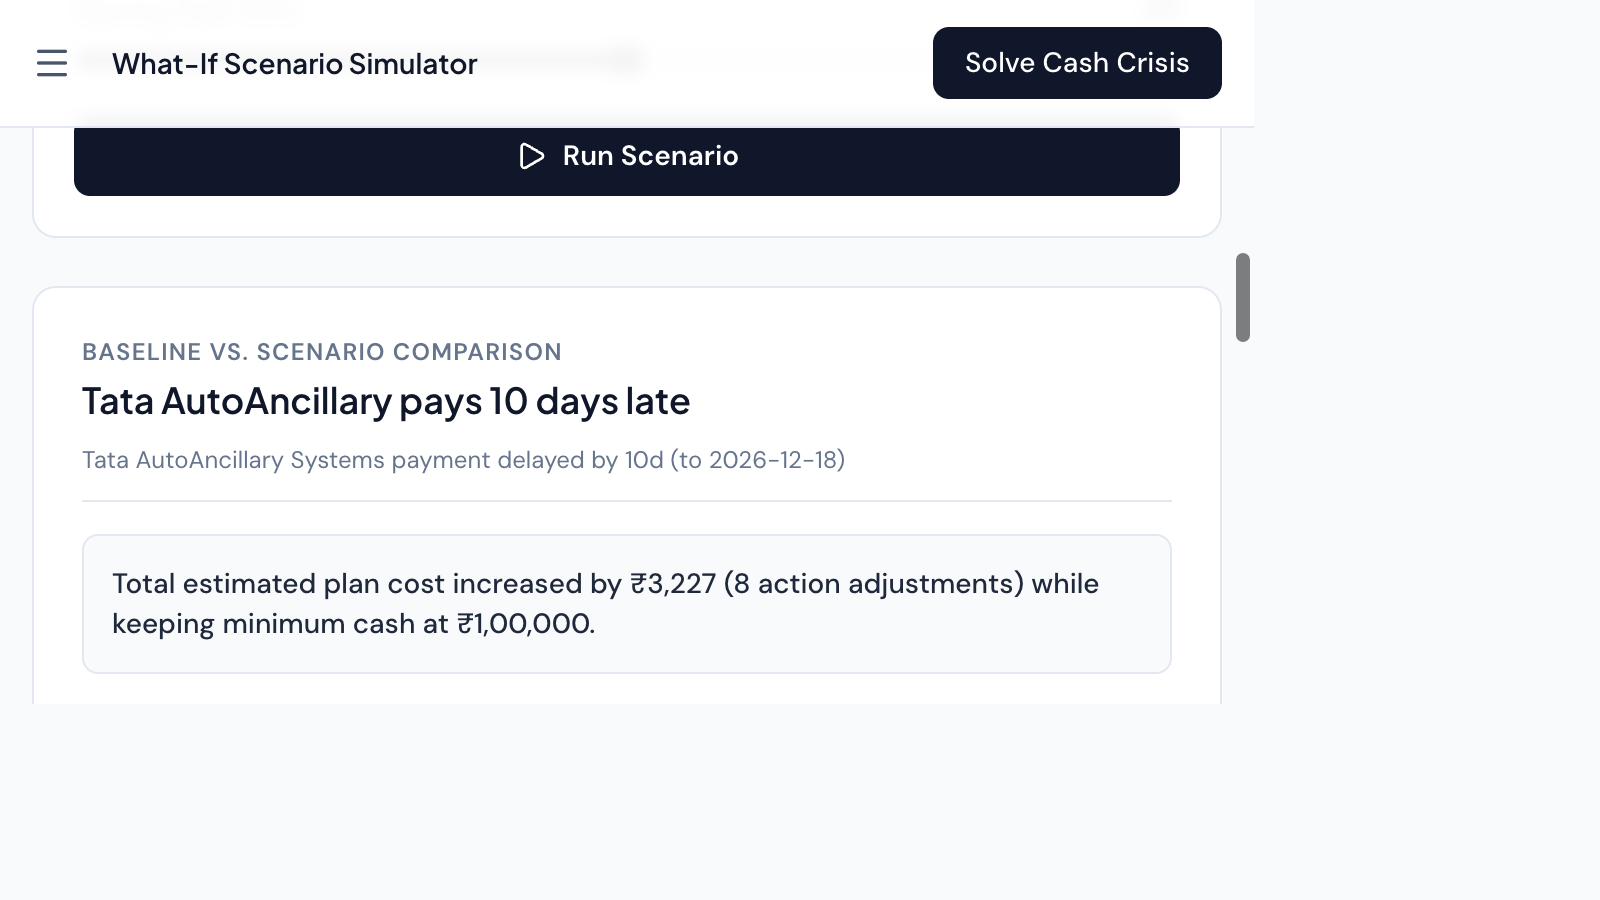 What-If Scenario Simulator
Solve Cash Crisis
Run Scenario
BASELINE VS. SCENARIO COMPARISON
Tata AutoAncillary pays 10 days late
Tata AutoAncillary Systems payment delayed by 10d (to 2026-12-18)
Total estimated plan cost increased by ₹3,227 (8 action adjustments) while
keeping minimum cash at ₹1,00,000.